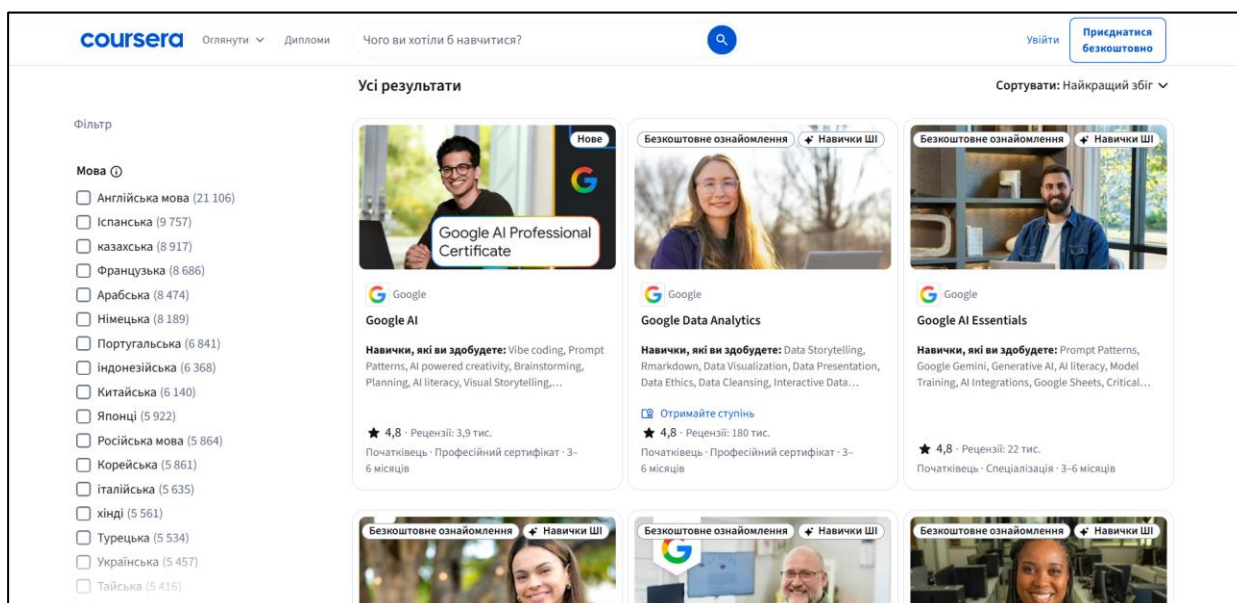 coursera
Оглянути
Дипломи
Чого ви хотіли б навчитися?
Увійти
Приєднатися
безкоштовно
Усі результати
Сортувати: Найкращий збіг
Фільтр
Мова
Англійська мова (21 106)
Іспанська (9 757)
казахська (8 917)
Французька (8 686)
Арабська (8 474)
Німецька (8 189)
Португальська (6 841)
індонезійська (6 368)
Китайська (6 140)
Японці (5 922)
Російська мова (5 864)
Корейська (5 861)
італійська (5 635)
хінді (5 561)
Турецька (5 534)
Українська (5 457)
Тайська (5 416)
Нове
Google AI Professional
Certificate
Google
Google AI
Навички, які ви здобудете: Vibe coding, Prompt
Patterns, AI powered creativity, Brainstorming,
Planning, AI literacy, Visual Storytelling,...
4,8 · Рецензії: 3,9 тис.
Початківець · Професійний сертифікат · 3–
6 місяців
Безкоштовне ознайомлення
Навички ШІ
Google
Google Data Analytics
Навички, які ви здобудете: Data Storytelling,
Rmarkdown, Data Visualization, Data Presentation,
Data Ethics, Data Cleansing, Interactive Data...
Отримайте ступінь
4,8 · Рецензії: 180 тис.
Початківець · Професійний сертифікат · 3–
6 місяців
Безкоштовне ознайомлення
Навички ШІ
Google
Google AI Essentials
Навички, які ви здобудете: Prompt Patterns,
Google Gemini, Generative AI, AI literacy, Model
Training, AI Integrations, Google Sheets, Critical...
4,8 · Рецензії: 22 тис.
Початківець · Спеціалізація · 3–6 місяців
Безкоштовне ознайомлення
Навички ШІ
Безкоштовне ознайомлення
Навички ШІ
Безкоштовне ознайомлення
Навички ШІ